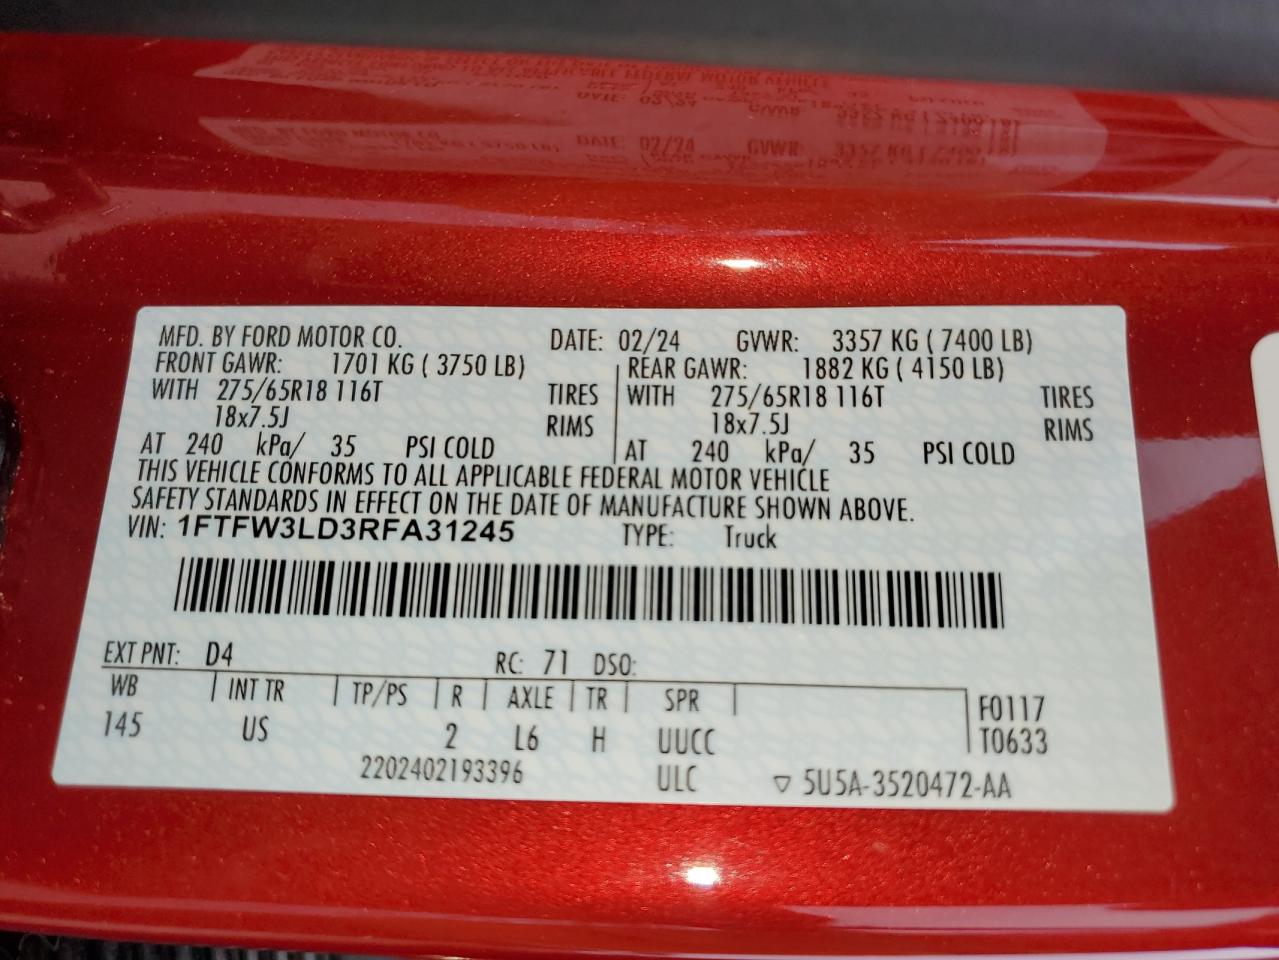 MFD. BY FORD MOTOR CO. DATE: 02/24 GVWR: 3357 KG ( 7400 LB)
FRONT GAWR: 1701 KG ( 3750 LB) REAR GAWR: 1882 KG ( 4150 LB)
WITH 275/65R18 116T TIRES WITH 275/65R18 116T TIRES
18x7.5J RIMS 18x7.5J RIMS
AT 240 kPa/ 35 PSI COLD AT 240 kPa/ 35 PSI COLD
THIS VEHICLE CONFORMS TO ALL APPLICABLE FEDERAL MOTOR VEHICLE
SAFETY STANDARDS IN EFFECT ON THE DATE OF MANUFACTURE SHOWN ABOVE.
VIN: 1FTFW3LD3RFA31245 TYPE: Truck
EXT PNT: D4 RC: 71 DSO:
WB INT TR TP/PS R AXLE TR SPR F0117
145 US 2 L6 H UUCC T0633
2202402193396 ULC ▽ 5U5A-3520472-AA